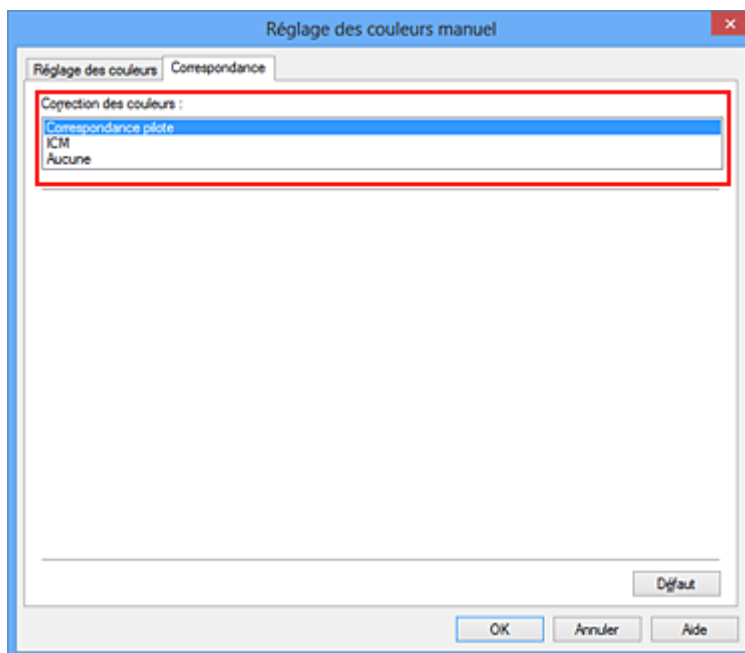 Réglage des couleurs manuel
Réglage des couleurs Correspondance
Correction des couleurs :
Correspondance pilote
ICM
Aucune
Défaut
OK Annuler Aide